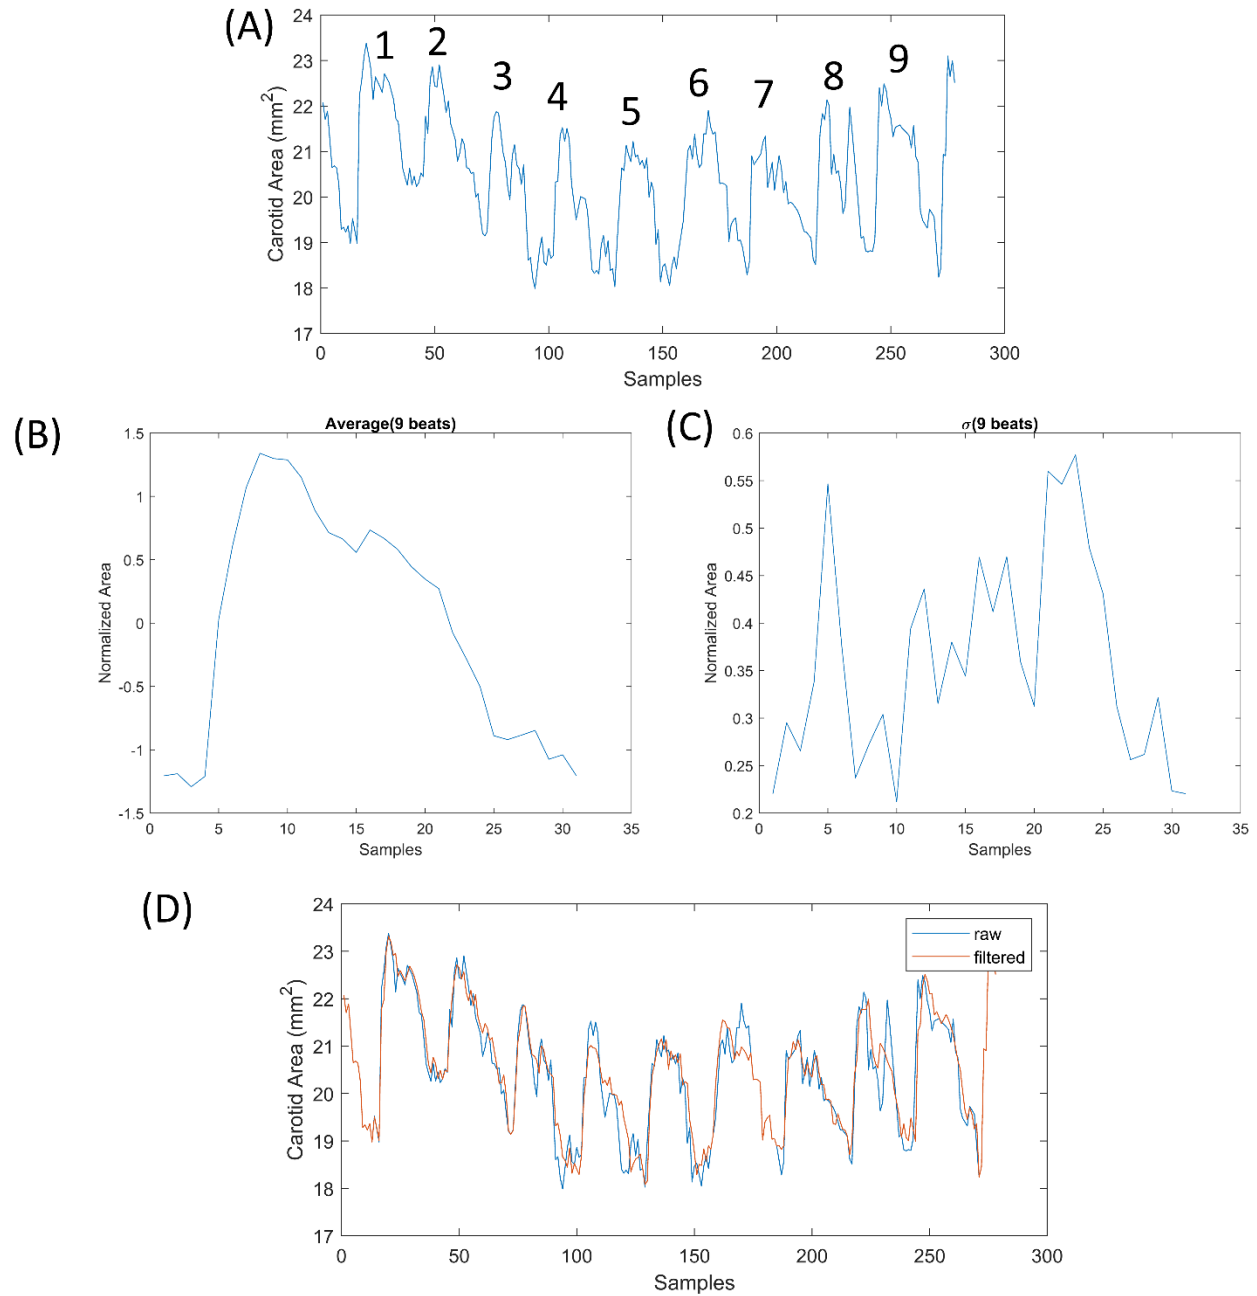 (A)
24
23
22
21
20
19
18
17
Carotid Area (mm²)
1 2 3 4 5 6 7 8 9
0 50 100 150 200 250 300
Samples
(B)
Average(9 beats)
1.5
1
0.5
0
-0.5
-1
-1.5
Normalized Area
0 5 10 15 20 25 30 35
Samples
(C)
σ(9 beats)
0.6
0.55
0.5
0.45
0.4
0.35
0.3
0.25
0.2
Normalized Area
0 5 10 15 20 25 30 35
Samples
(D)
24
23
22
21
20
19
18
17
Carotid Area (mm²)
raw
filtered
0 50 100 150 200 250 300
Samples